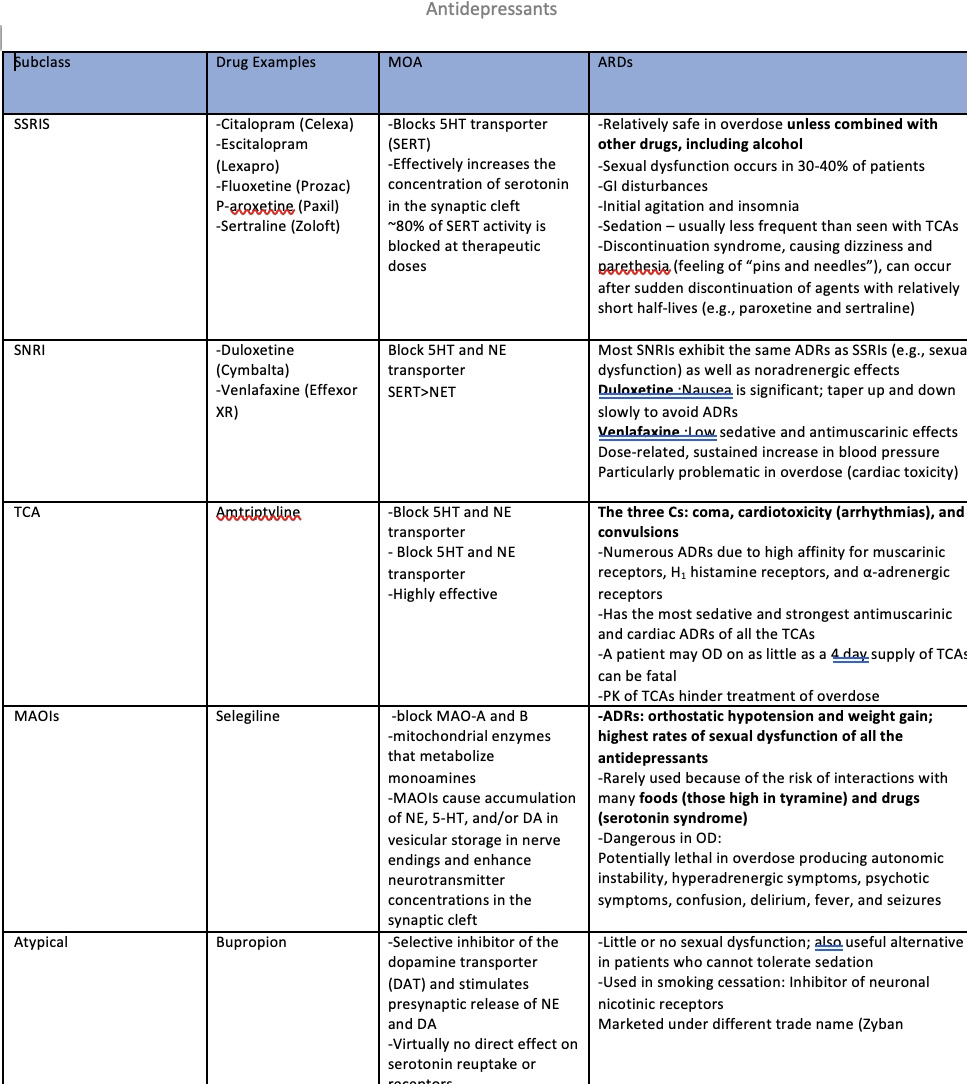 Antidepressants
Subclass
Drug Examples
MOA
ARDs
SSRIS
-Citalopram (Celexa)
-Escitalopram
(Lexapro)
-Fluoxetine (Prozac)
P-aroxetine (Paxil)
-Sertraline (Zoloft)
-Blocks 5HT transporter
(SERT)
-Effectively increases the
concentration of serotonin
in the synaptic cleft
~80% of SERT activity is
blocked at therapeutic
doses
-Relatively safe in overdose unless combined with
other drugs, including alcohol
-Sexual dysfunction occurs in 30-40% of patients
-GI disturbances
-Initial agitation and insomnia
-Sedation – usually less frequent than seen with TCAs
-Discontinuation syndrome, causing dizziness and
parethesia (feeling of “pins and needles”), can occur
after sudden discontinuation of agents with relatively
short half-lives (e.g., paroxetine and sertraline)
SNRI
-Duloxetine
(Cymbalta)
-Venlafaxine (Effexor
XR)
Block 5HT and NE
transporter
SERT>NET
Most SNRIs exhibit the same ADRs as SSRIs (e.g., sexua
dysfunction) as well as noradrenergic effects
Duloxetine :Nausea is significant; taper up and down
slowly to avoid ADRs
Venlafaxine :Low sedative and antimuscarinic effects
Dose-related, sustained increase in blood pressure
Particularly problematic in overdose (cardiac toxicity)
TCA
Amtriptyline
-Block 5HT and NE
transporter
- Block 5HT and NE
transporter
-Highly effective
The three Cs: coma, cardiotoxicity (arrhythmias), and
convulsions
-Numerous ADRs due to high affinity for muscarinic
receptors, H₁ histamine receptors, and α-adrenergic
receptors
-Has the most sedative and strongest antimuscarinic
and cardiac ADRs of all the TCAs
-A patient may OD on as little as a 4 day supply of TCAs
can be fatal
-PK of TCAs hinder treatment of overdose
MAOIs
Selegiline
-block MAO-A and B
-mitochondrial enzymes
that metabolize
monoamines
-MAOIs cause accumulation
of NE, 5-HT, and/or DA in
vesicular storage in nerve
endings and enhance
neurotransmitter
concentrations in the
synaptic cleft
-ADRs: orthostatic hypotension and weight gain;
highest rates of sexual dysfunction of all the
antidepressants
-Rarely used because of the risk of interactions with
many foods (those high in tyramine) and drugs
(serotonin syndrome)
-Dangerous in OD:
Potentially lethal in overdose producing autonomic
instability, hyperadrenergic symptoms, psychotic
symptoms, confusion, delirium, fever, and seizures
Atypical
Bupropion
-Selective inhibitor of the
dopamine transporter
(DAT) and stimulates
presynaptic release of NE
and DA
-Virtually no direct effect on
serotonin reuptake or
receptors
-Little or no sexual dysfunction; also useful alternative
in patients who cannot tolerate sedation
-Used in smoking cessation: Inhibitor of neuronal
nicotinic receptors
Marketed under different trade name (Zyban